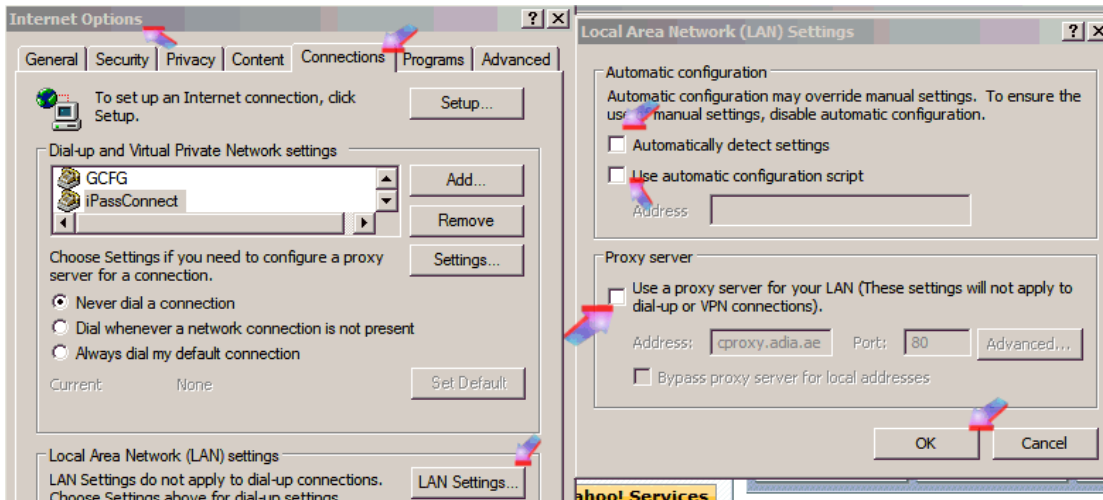 Internet Options
General Security Privacy Content Connections Programs Advanced
To set up an Internet connection, click
Setup.
Setup...
Dial-up and Virtual Private Network settings
GCFG
iPassConnect
Add...
Remove
Choose Settings if you need to configure a proxy
server for a connection.
Settings...
Never dial a connection
Dial whenever a network connection is not present
Always dial my default connection
Current None
Set Default
Local Area Network (LAN) settings
LAN Settings do not apply to dial-up connections.
Choose Settings above for dial-up settings.
LAN Settings...
Local Area Network (LAN) Settings
Automatic configuration
Automatic configuration may override manual settings. To ensure the
use of manual settings, disable automatic configuration.
Automatically detect settings
Use automatic configuration script
Address
Proxy server
Use a proxy server for your LAN (These settings will not apply to
dial-up or VPN connections).
Address: cproxy.adia.ae Port: 80 Advanced...
Bypass proxy server for local addresses
OK Cancel
ahoo! Services